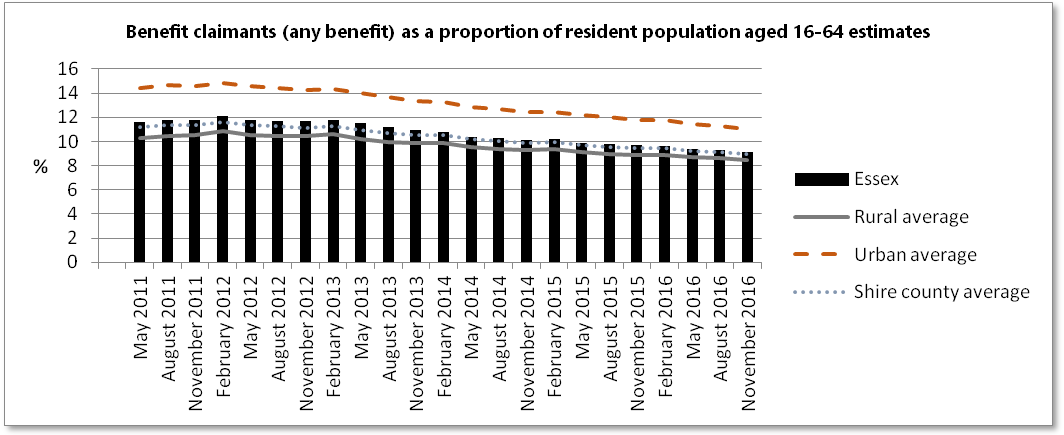 Benefit claimants (any benefit) as a proportion of resident population aged 16-64 estimates
16
14
12
10
8
6
4
2
0
%
May 2011
August 2011
November 2011
February 2012
May 2012
August 2012
November 2012
February 2013
May 2013
August 2013
November 2013
February 2014
May 2014
August 2014
November 2014
February 2015
May 2015
August 2015
November 2015
February 2016
May 2016
August 2016
November 2016
Essex
Rural average
Urban average
Shire county average